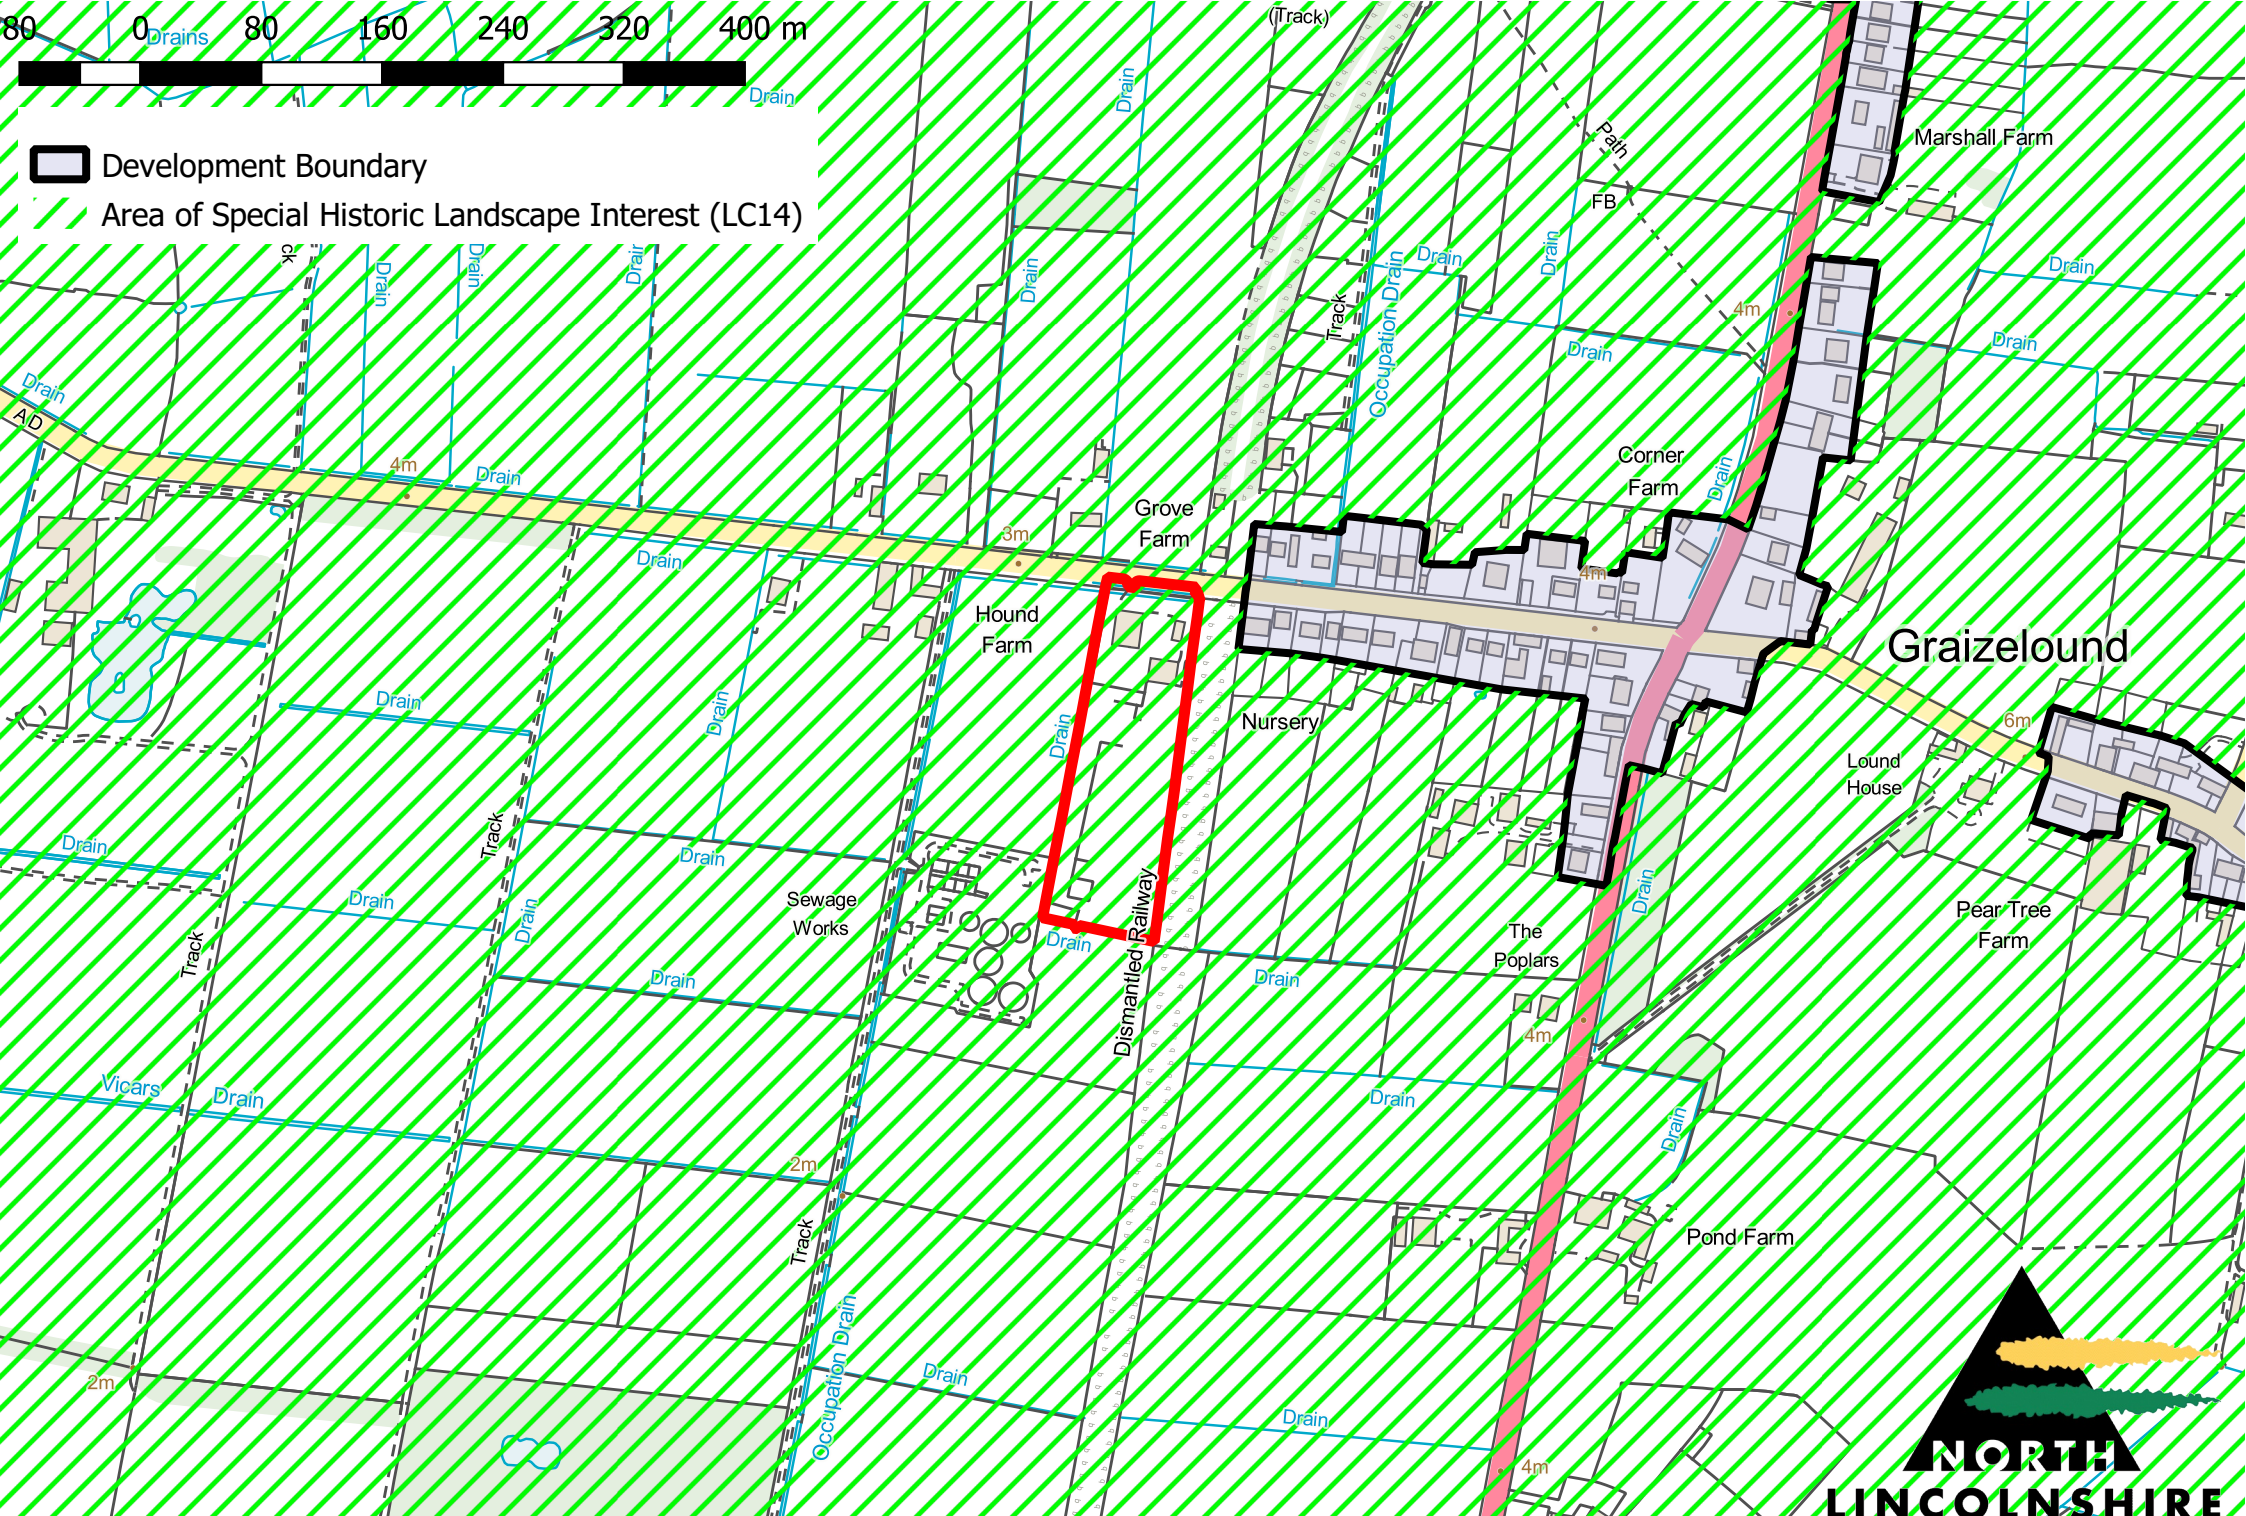 80 0 80 160 240 320 400 m
Drains
(Track)
Drain
Drain
Development Boundary
Area of Special Historic Landscape Interest (LC14)
Path
Marshall Farm
FB
ck
Drain
Drain
Drain
Drain
Occupation Drain
Drain
Drain
Drain
Track
4m
Drain
Drain
Drain
A D
4m
Drain
Corner
Farm
Drain
Grove
Farm
3m
Drain
4m
Hound
Farm
Graizelound
Drain
Drain
Drain
Nursery
6m
Lound
House
Track
Drain
Drain
Sewage
Works
Drain
Drain
Drain
Dismantled Railway
The
Poplars
Pear Tree
Farm
Track
Drain
Drain
Drain
4m
Vicars
Drain
Drain
Drain
2m
Track
Pond Farm
Occupation Drain
2m
Drain
Drain
4m
NORTH
LINCOLNSHIRE